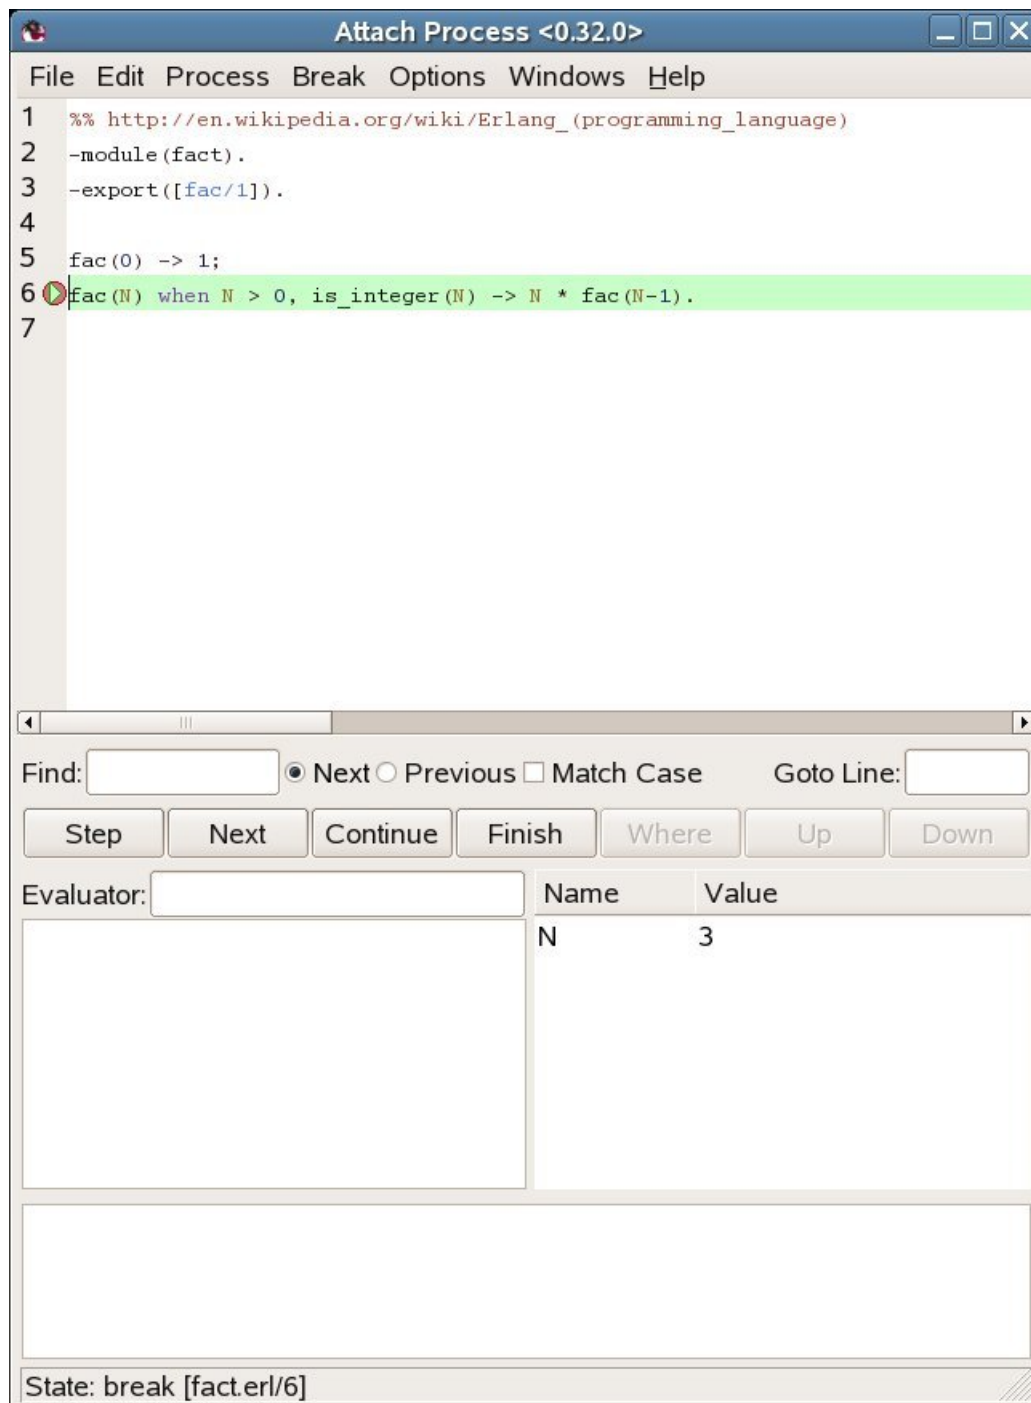 Attach Process <0.32.0>
File Edit Process Break Options Windows Help
1 %% http://en.wikipedia.org/wiki/Erlang_(programming_language)
2 -module(fact).
3 -export([fac/1]).
4
5 fac(0) -> 1;
6 fac(N) when N > 0, is_integer(N) -> N * fac(N-1).
7
Find: Next Previous Match Case Goto Line:
Step Next Continue Finish Where Up Down
Evaluator: Name Value
N 3
State: break [fact.erl/6]